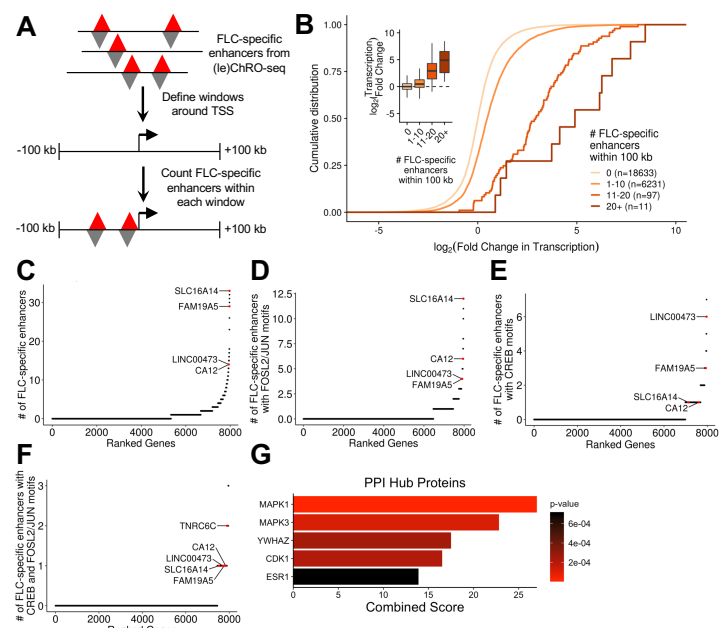 A
FLC-specific
enhancers from
(le)ChRO-seq
Define windows
around TSS
-100 kb
+100 kb
Count FLC-specific
enhancers within
each window
-100 kb
+100 kb
B
Cumulative distribution
1.00
0.75
0.50
0.25
0.00
-5
0
5
10
log2(Fold Change in Transcription)
log2(Transcription
Fold Change)
10
5
0
-5
0
1-10
11-20
20+
# FLC-specific
enhancers
within 100 kb
# FLC-specific
enhancers
within 100 kb
0 (n=18633)
1-10 (n=6231)
11-20 (n=97)
20+ (n=11)
C
# of FLC-specific enhancers
30
20
10
0
SLC16A14
FAM19A5
LINC00473
CA12
0
2000
4000
6000
8000
Ranked Genes
D
# of FLC-specific enhancers
with FOSL2/JUN motifs
12.5
10.0
7.5
5.0
2.5
0.0
SLC16A14
CA12
LINC00473
FAM19A5
0
2000
4000
6000
8000
Ranked Genes
E
# of FLC-specific enhancers
with CREB motifs
6
4
2
0
LINC00473
FAM19A5
SLC16A14
CA12
0
2000
4000
6000
8000
Ranked Genes
F
# of FLC-specific enhancers with
CREB and FOSL2/JUN motifs
3
2
1
0
TNRC6C
CA12
LINC00473
SLC16A14
FAM19A5
0
2000
4000
6000
8000
Ranked Genes
G
PPI Hub Proteins
MAPK1
MAPK3
YWHAZ
CDK1
ESR1
0
5
10
15
20
25
Combined Score
p-value
6e-04
4e-04
2e-04